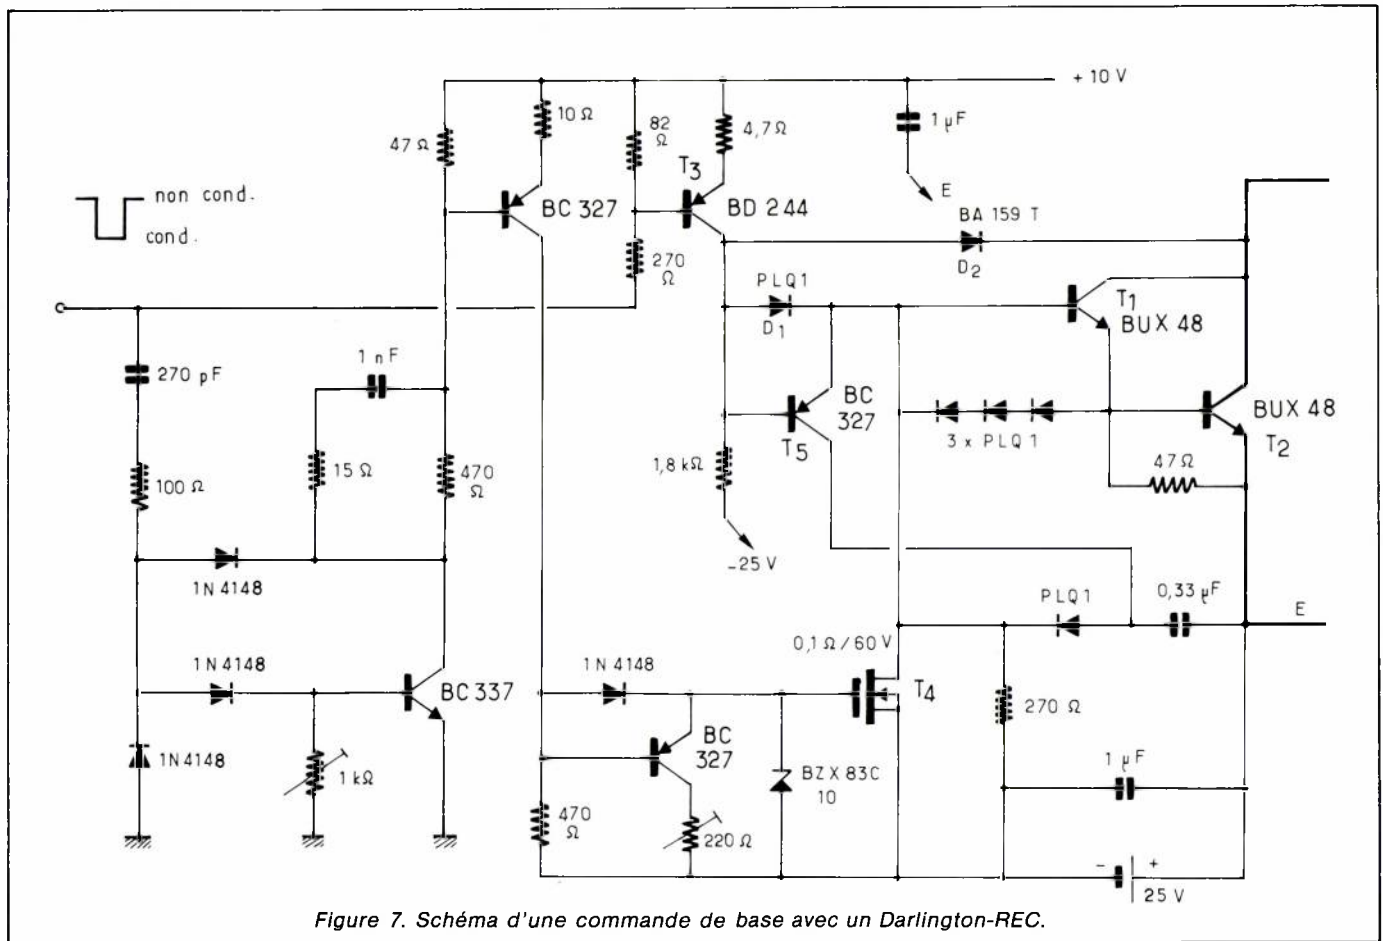 + 10 V
10 Ω
47 Ω
82
Ω
4,7 Ω
1 µF
T3
E
non cond.
cond.
BC 327
BD 244
BA 159 T
D2
270
Ω
PLQ1
D1
T1
BUX 48
1 nF
270 pF
BC
327
T5
BUX 48
T2
3 x PLQ 1
47 Ω
100 Ω
15 Ω
470
Ω
1,8 kΩ
-25 V
1N 4148
PLQ1
0,33 µF
E
0,1 Ω / 60 V
1N 4148
BC 337
1N 4148
T4
270 Ω
1N 4148
1 kΩ
BC
327
BZX 83C
10
1 µF
470
Ω
220 Ω
- +
25 V
Figure 7. Schéma d'une commande de base avec un Darlington-REC.